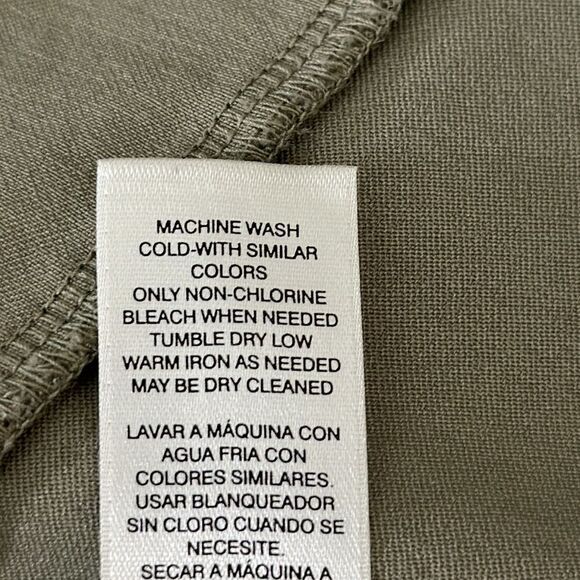 MACHINE WASH
COLD-WITH SIMILAR
COLORS
ONLY NON-CHLORINE
BLEACH WHEN NEEDED
TUMBLE DRY LOW
WARM IRON AS NEEDED
MAY BE DRY CLEANED
LAVAR A MÁQUINA CON
AGUA FRIA CON
COLORES SIMILARES.
USAR BLANQUEADOR
SIN CLORO CUANDO SE
NECESITE.
SECAR A MÁQUINA A